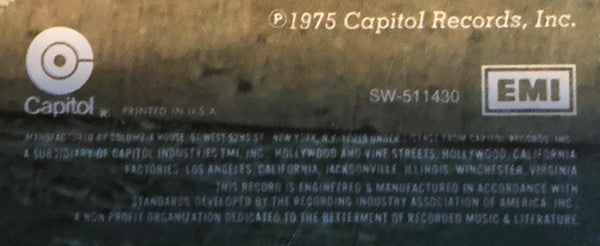 ℗1975 Capitol Records, Inc.
Capitol ® PRINTED IN U.S.A.
SW-511430
EMI
MANUFACTURED BY COLUMBIA HOUSE, 51 WEST 52ND ST. NEW YORK, N.Y. 10019 UNDER LICENSE FROM CAPITOL RECORDS, INC.
A SUBSIDIARY OF CAPITOL INDUSTRIES EMI, INC., HOLLYWOOD AND VINE STREETS, HOLLYWOOD, CALIFORNIA
FACTORIES: LOS ANGELES, CALIFORNIA, JACKSONVILLE, ILLINOIS, WINCHESTER, VIRGINIA
THIS RECORD IS ENGINEERED & MANUFACTURED IN ACCORDANCE WITH
STANDARDS DEVELOPED BY THE RECORDING INDUSTRY ASSOCIATION OF AMERICA, INC.,
A NON PROFIT ORGANIZATION DEDICATED TO THE BETTERMENT OF RECORDED MUSIC & LITERATURE.